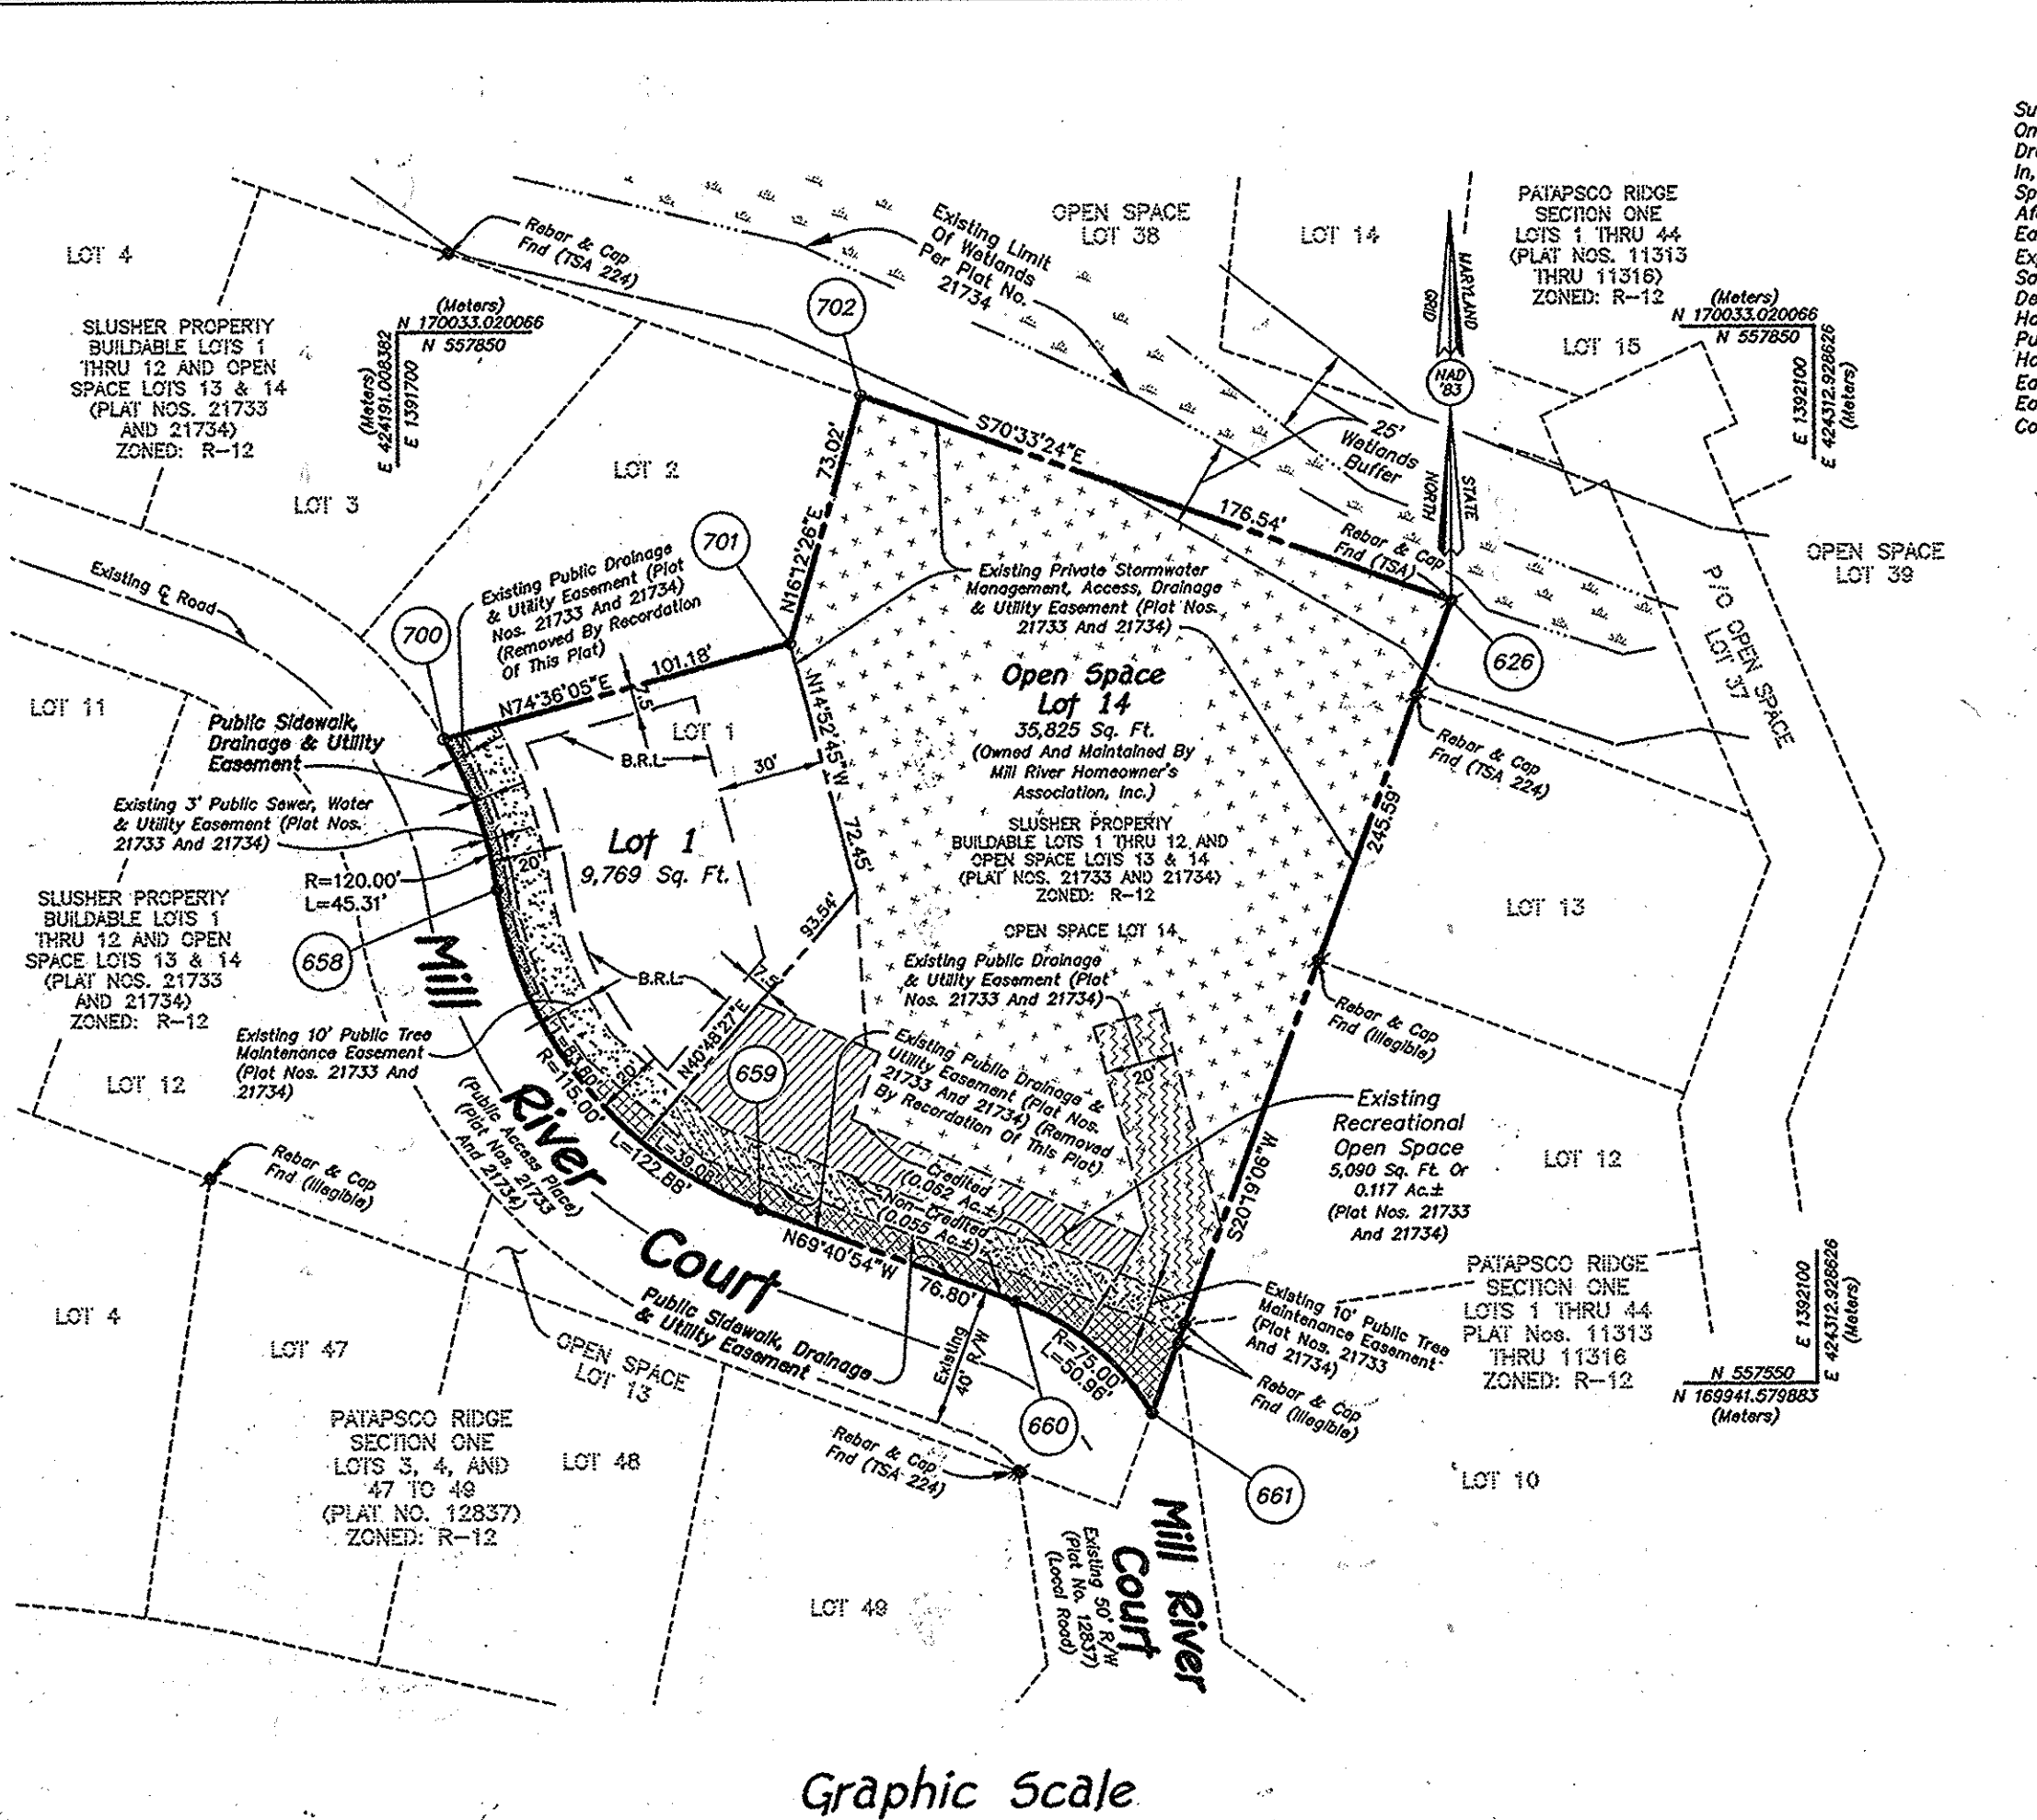 OPEN SPACE
LOT 38
LOT 14
PATAPSCO RIDGE
SECTION ONE
LOTS 1 THRU 44
(PLAT NOS. 11313
THRU 11316)
ZONED: R-12
LOT 4
Rebar & Cap
Fnd (TSA 224)
Existing Limit
Of Wetlands
Per Plat No.
21734
702
MARYLAND
GRID
NAD
'83
STATE
NORTH
(Meters)
N 170033.020066
N 557850
(Meters)
E 424191.008382
E 1391700
(Meters)
N 170033.020066
N 557850
E 1392100
E 424312.928626
(Meters)
SLUSHER PROPERTY
BUILDABLE LOTS 1
THRU 12 AND OPEN
SPACE LOTS 13 & 14
(PLAT NOS. 21733
AND 21734)
ZONED: R-12
LOT 15
LOT 3
LOT 2
73.02'
N16°12'26"E
S70°33'24"E
176.54'
25'
Wetlands
Buffer
Rebar & Cap
Fnd (TSA)
OPEN SPACE
LOT 39
P/O OPEN SPACE
LOT 37
701
700
626
Existing ℄ Road
Existing Public Drainage
& Utility Easement (Plat
Nos. 21733 And 21734)
(Removed By Recordation
Of This Plat)
101.18'
N74°36'05"E
7.5'
Existing Private Stormwater
Management, Access, Drainage
& Utility Easement (Plat Nos.
21733 And 21734)
Open Space
Lot 14
35,825 Sq. Ft.
(Owned And Maintained By
Mill River Homeowner's
Association, Inc.)
SLUSHER PROPERTY
BUILDABLE LOTS 1 THRU 12 AND
OPEN SPACE LOTS 13 & 14
(PLAT NOS. 21733 AND 21734)
ZONED: R-12
OPEN SPACE LOT 14
Rebar & Cap
Fnd (TSA 224)
LOT 11
Public Sidewalk,
Drainage & Utility
Easement
LOT 1
B.R.L.
30'
N14°52'45"W
72.45'
Existing 3' Public Sewer, Water
& Utility Easement (Plat Nos.
21733 And 21734)
Lot 1
9,769 Sq. Ft.
20'
R=120.00'
L=45.31'
245.59'
LOT 13
SLUSHER PROPERTY
BUILDABLE LOTS 1
THRU 12 AND OPEN
SPACE LOTS 13 & 14
(PLAT NOS. 21733
AND 21734)
ZONED: R-12
658
93.54'
N40°48'27"E
7.5'
B.R.L.
Existing Public Drainage
& Utility Easement (Plat
Nos. 21733 And 21734)
Rebar & Cap
Fnd (Illegible)
Existing 10' Public Tree
Maintenance Easement
(Plat Nos. 21733 And
21734)
LOT 12
Mill
River
Court
(Public Access Place)
(Plat Nos. 21733
And 21734)
L=83.80'
R=115.00'
L=122.88'
L=39.08'
20'
659
Existing Public Drainage &
Utility Easement (Plat Nos.
21733 And 21734) (Removed
By Recordation Of This Plat)
20'
Existing
Recreational
Open Space
5,090 Sq. Ft. Or
0.117 Ac.±
(Plat Nos. 21733
And 21734)
LOT 12
Credited
(0.062 Ac.±)
Non-Credited
(0.055 Ac.±)
S20°19'06"W
Rebar & Cap
Fnd (Illegible)
N69°40'54"W
76.80'
LOT 4
LOT 47
OPEN SPACE
LOT 13
Public Sidewalk, Drainage
& Utility Easement
Existing
40' R/W
R=75.00'
L=50.96'
Existing 10' Public Tree
Maintenance Easement
(Plat Nos. 21733
And 21734)
Rebar & Cap
Fnd (Illegible)
PATAPSCO RIDGE
SECTION ONE
LOTS 1 THRU 44
PLAT Nos. 11313
THRU 11316
ZONED: R-12
E 1392100
E 424312.928626
(Meters)
N 557550
N 169941.579883
(Meters)
PATAPSCO RIDGE
SECTION ONE
LOTS 3, 4, AND
47 TO 49
(PLAT NO. 12837)
ZONED: R-12
LOT 48
Rebar & Cap
Fnd (TSA 224)
660
661
LOT 10
LOT 49
Existing 50' R/W
(Plat No. 12837)
(Local Road)
Mill River
Court
Graphic Scale
Su
On
Dr
In,
Sp
Af
Ea
Ex
So
De
Ho
Pu
Ho
Ea
Ea
Co